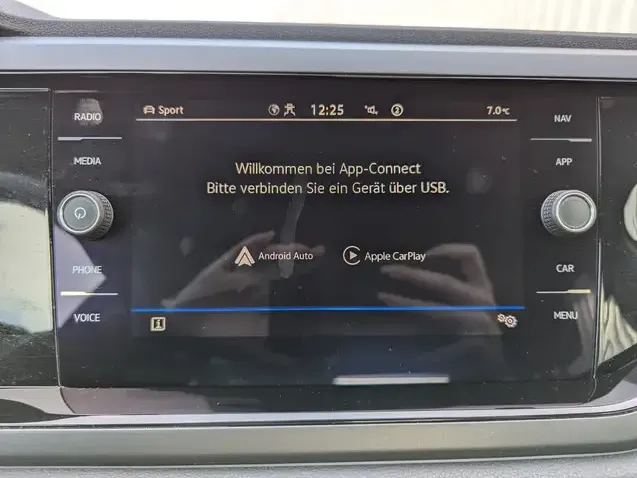 RADIO
MEDIA
PHONE
VOICE
Sport
12:25
2
7.0°C
Willkommen bei App-Connect
Bitte verbinden Sie ein Gerät über USB.
Android Auto
Apple CarPlay
i
NAV
APP
CAR
MENU